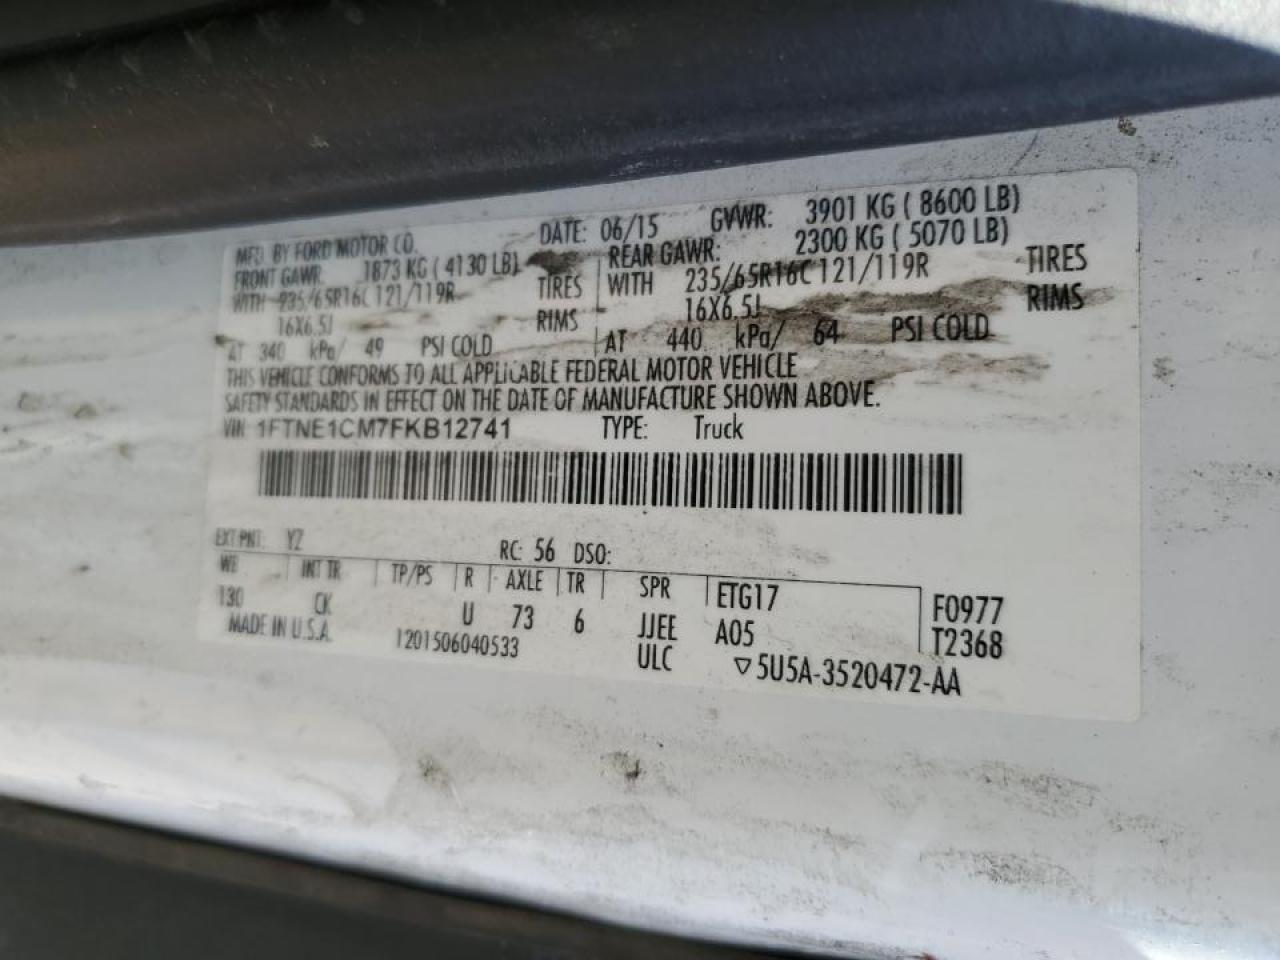 MFD. BY FORD MOTOR CO. DATE: 06/15 GVWR: 3901 KG ( 8600 LB)
FRONT GAWR: 1873 KG ( 4130 LB) REAR GAWR: 2300 KG ( 5070 LB)
WITH 235/65R16C 121/119R TIRES WITH 235/65R16C 121/119R TIRES
16X6.5J RIMS 16X6.5J RIMS
AT 340 kPa/ 49 PSI COLD AT 440 kPa/ 64 PSI COLD
THIS VEHICLE CONFORMS TO ALL APPLICABLE FEDERAL MOTOR VEHICLE
SAFETY STANDARDS IN EFFECT ON THE DATE OF MANUFACTURE SHOWN ABOVE.
VIN: 1FTNE1CM7FKB12741 TYPE: Truck
EXT PNT: YZ RC: 56 DSO:
WB INT TR TP/PS R AXLE TR SPR ETG17 F0977
130 CK U 73 6 JJEE A05 T2368
MADE IN U.S.A. 1201506040533 ULC ▽5U5A-3520472-AA